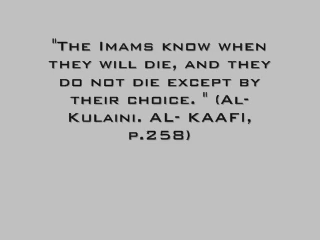 "The Imams know when
they will die, and they
do not die except by
their choice. " (Al-
Kulaini. AL- KAAFI,
p.258)